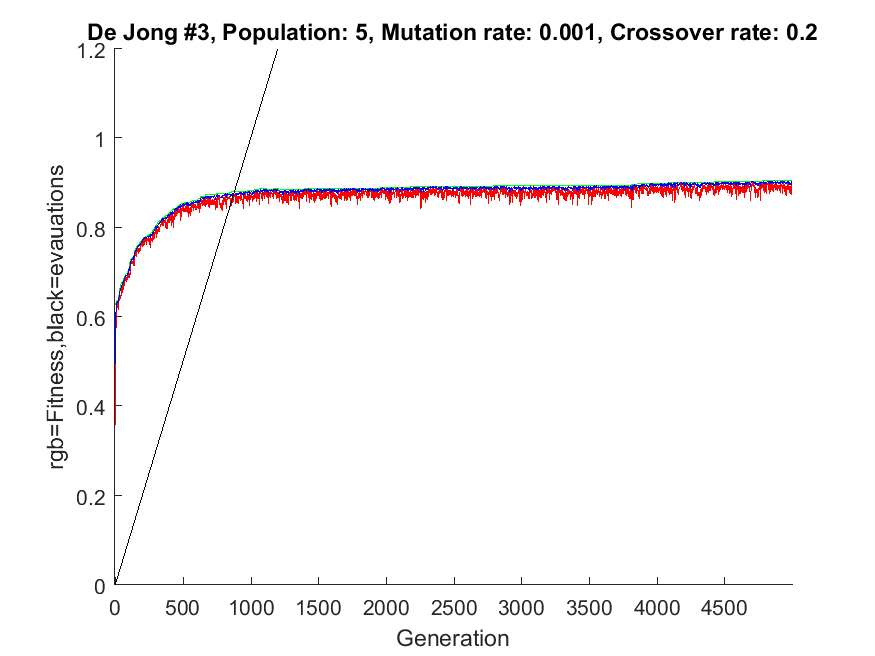 De Jong #3, Population: 5, Mutation rate: 0.001, Crossover rate: 0.2
1.2
1
0.8
0.6
0.4
0.2
0
rgb=Fitness,black=evauations
0 500 1000 1500 2000 2500 3000 3500 4000 4500
Generation